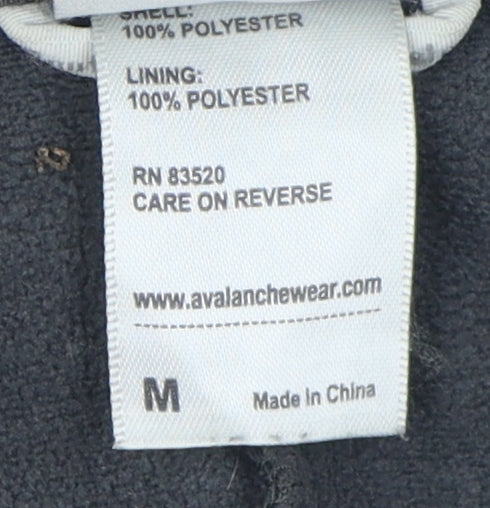 SHELL:
100% POLYESTER
LINING:
100% POLYESTER
RN 83520
CARE ON REVERSE
www.avalanchewear.com
M
Made In China